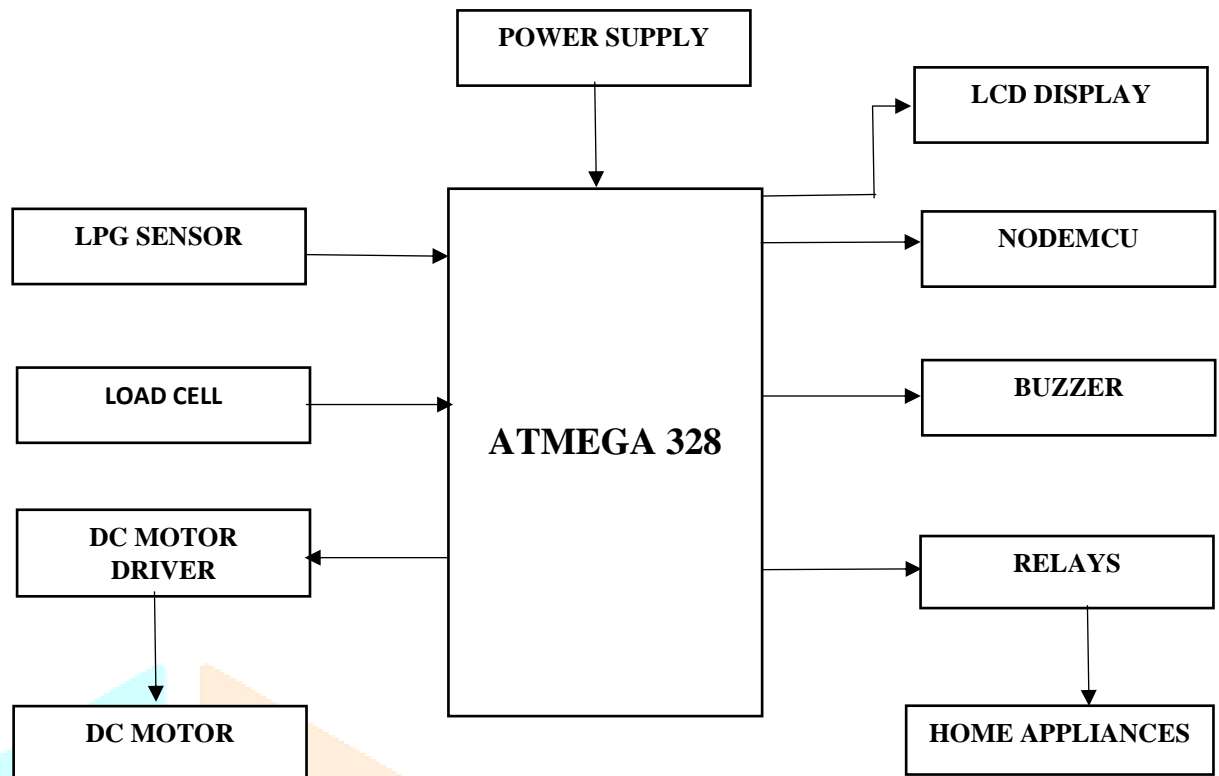 POWER SUPPLY
LCD DISPLAY
LPG SENSOR
NODEMCU
LOAD CELL
BUZZER
ATMEGA 328
DC MOTOR
DRIVER
RELAYS
DC MOTOR
HOME APPLIANCES